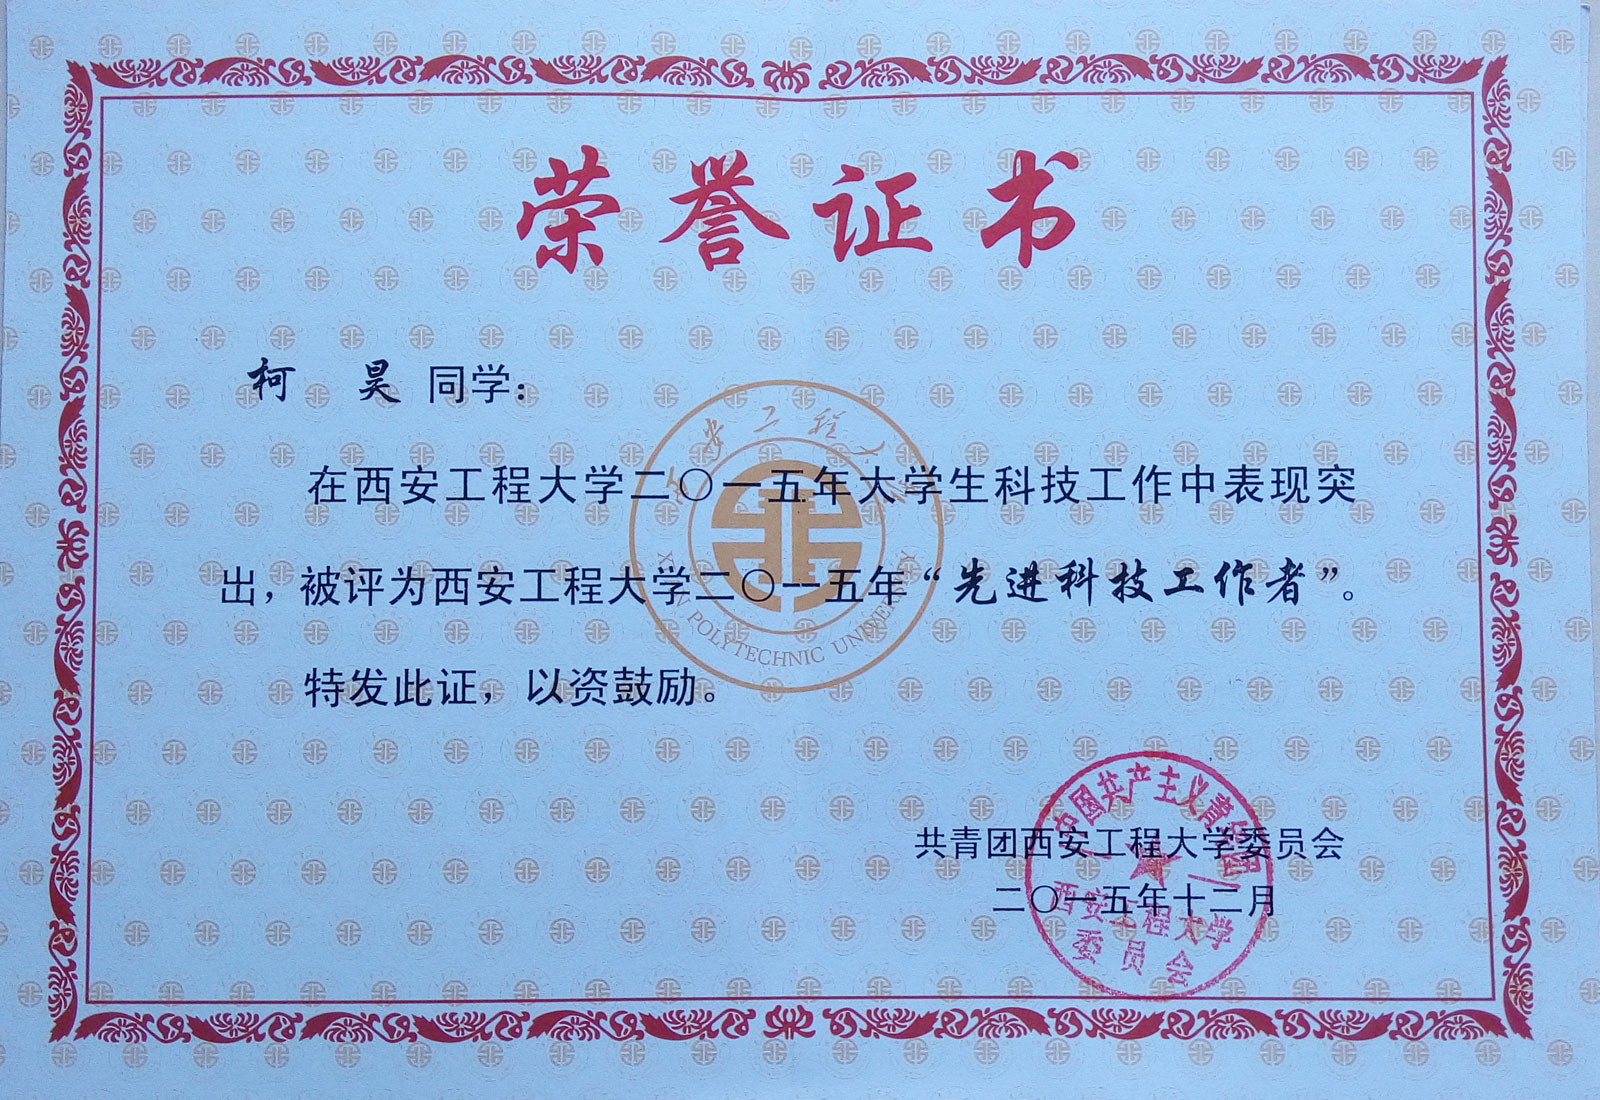 荣誉证书
柯 昊 同学：
西安工程大学
在西安工程大学二〇一五年大学生科技工作中表现突
出，被评为西安工程大学二〇一五年“先进科技工作者”。
XI'AN POLYTECHNIC UNIVERSITY
特发此证，以资鼓励。
中国共产主义青年团
共青团西安工程大学委员会
二〇一五年十二月
西安工程大学
委员会